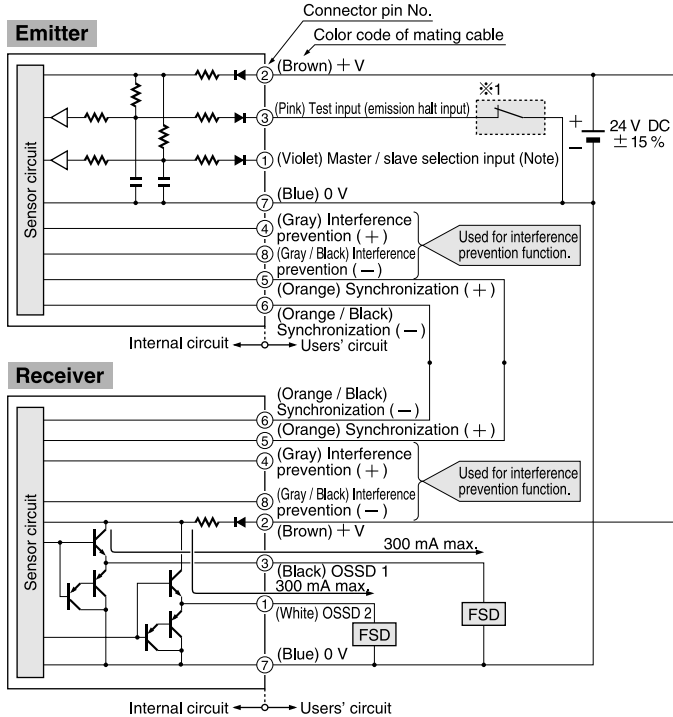 Connector pin No.
Emitter
Color code of mating cable
Sensor circuit
2
(Brown) + V
※1
3
(Pink) Test input (emission halt input)
+
−
24 V DC
± 15 %
1
(Violet) Master / slave selection input (Note)
(Blue) 0 V
7
(Gray) Interference
4
prevention ( + )
8
(Gray / Black) Interference
prevention ( − )
Used for interference
prevention function.
5
(Orange) Synchronization ( + )
6
(Orange / Black)
Synchronization ( − )
Internal circuit
Users' circuit
Receiver
Sensor circuit
(Orange / Black)
Synchronization ( − )
6
(Orange) Synchronization ( + )
5
(Gray) Interference
4
prevention ( + )
8
(Gray / Black) Interference
prevention ( − )
Used for interference
prevention function.
2
(Brown) + V
300 mA max.
3
(Black) OSSD 1
300 mA max.
1
(White) OSSD 2
FSD
FSD
(Blue) 0 V
7
Internal circuit
Users' circuit